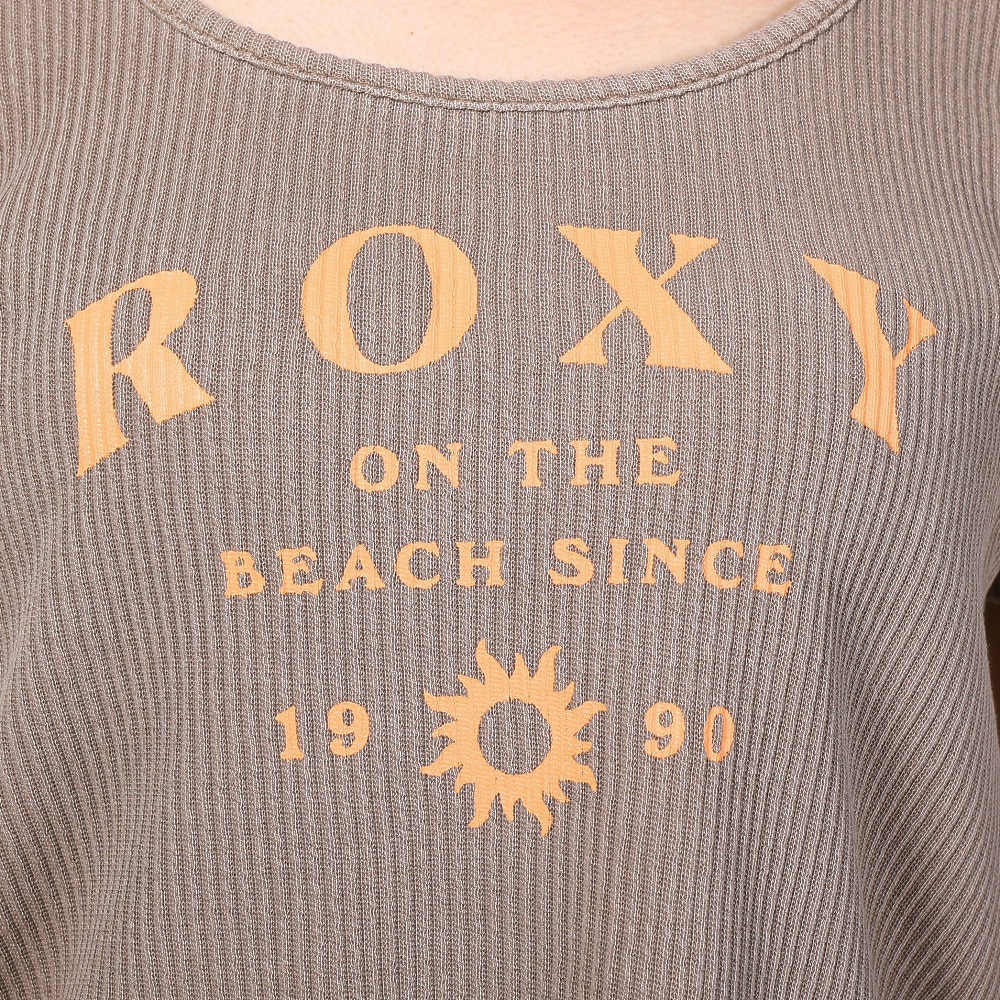 ROXY
ON THE
BEACH SINCE
19 90